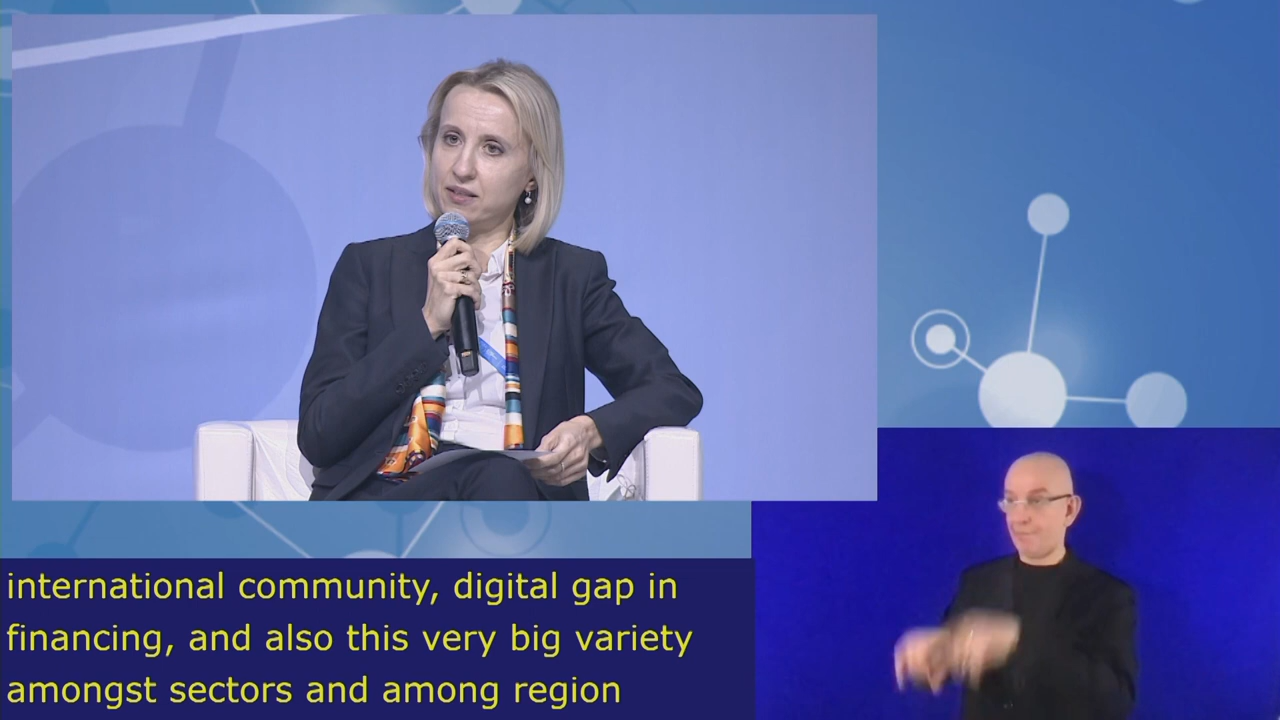 international community, digital gap in
financing, and also this very big variety
amongst sectors and among region